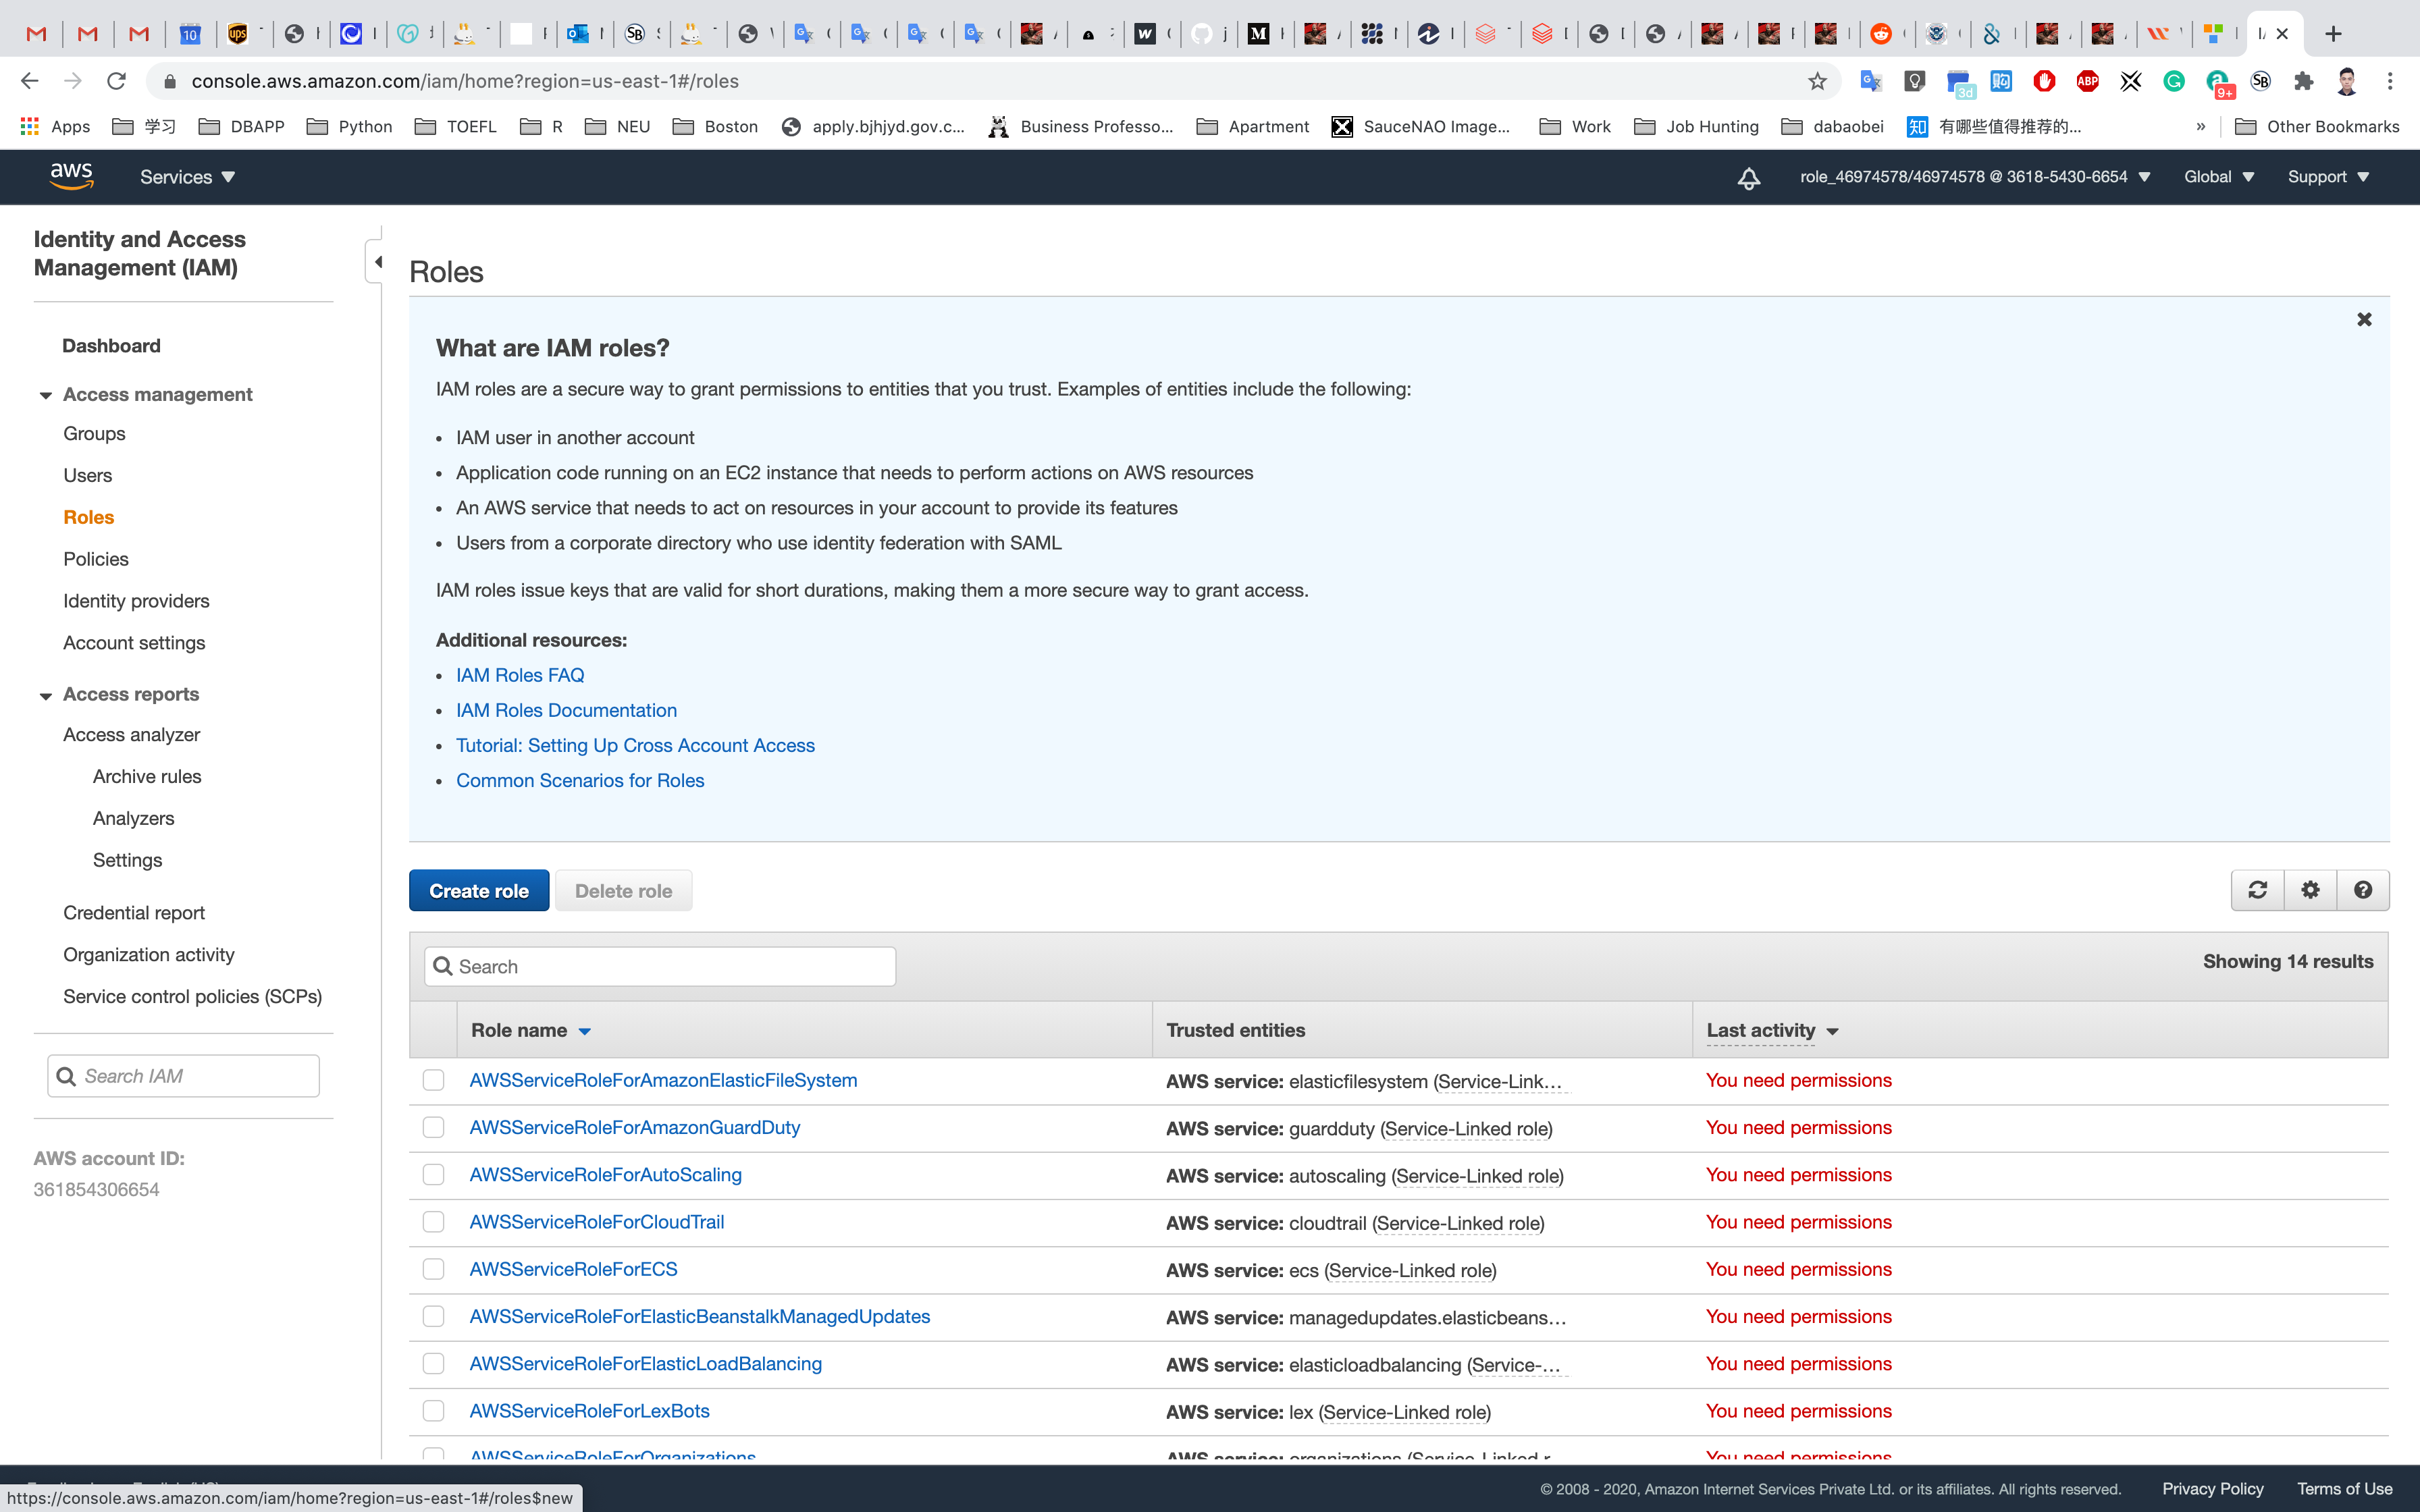 console.aws.amazon.com/iam/home?region=us-east-1#/roles
Apps 学习 DBAPP Python TOEFL R NEU Boston apply.bjhjyd.gov.c... Business Professo... Apartment SauceNAO Image... Work Job Hunting dabaobei 有哪些值得推荐的... » Other Bookmarks
aws Services role_46974578/46974578 @ 3618-5430-6654 Global Support
Identity and Access
Management (IAM)
Dashboard
Access management
Groups
Users
Roles
Policies
Identity providers
Account settings
Access reports
Access analyzer
Archive rules
Analyzers
Settings
Credential report
Organization activity
Service control policies (SCPs)
Search IAM
AWS account ID:
361854306654
Roles
What are IAM roles?
IAM roles are a secure way to grant permissions to entities that you trust. Examples of entities include the following:
• IAM user in another account
• Application code running on an EC2 instance that needs to perform actions on AWS resources
• An AWS service that needs to act on resources in your account to provide its features
• Users from a corporate directory who use identity federation with SAML
IAM roles issue keys that are valid for short durations, making them a more secure way to grant access.
Additional resources:
• IAM Roles FAQ
• IAM Roles Documentation
• Tutorial: Setting Up Cross Account Access
• Common Scenarios for Roles
Create role Delete role
Search Showing 14 results
Role name Trusted entities Last activity
AWSServiceRoleForAmazonElasticFileSystem AWS service: elasticfilesystem (Service-Link... You need permissions
AWSServiceRoleForAmazonGuardDuty AWS service: guardduty (Service-Linked role) You need permissions
AWSServiceRoleForAutoScaling AWS service: autoscaling (Service-Linked role) You need permissions
AWSServiceRoleForCloudTrail AWS service: cloudtrail (Service-Linked role) You need permissions
AWSServiceRoleForECS AWS service: ecs (Service-Linked role) You need permissions
AWSServiceRoleForElasticBeanstalkManagedUpdates AWS service: managedupdates.elasticbeans... You need permissions
AWSServiceRoleForElasticLoadBalancing AWS service: elasticloadbalancing (Service-... You need permissions
AWSServiceRoleForLexBots AWS service: lex (Service-Linked role) You need permissions
AWSServiceRoleForOrganizations AWS service: organizations (Service-Linked r... You need permissions
© 2008 - 2020, Amazon Internet Services Private Ltd. or its affiliates. All rights reserved. Privacy Policy Terms of Use
https://console.aws.amazon.com/iam/home?region=us-east-1#/roles$new